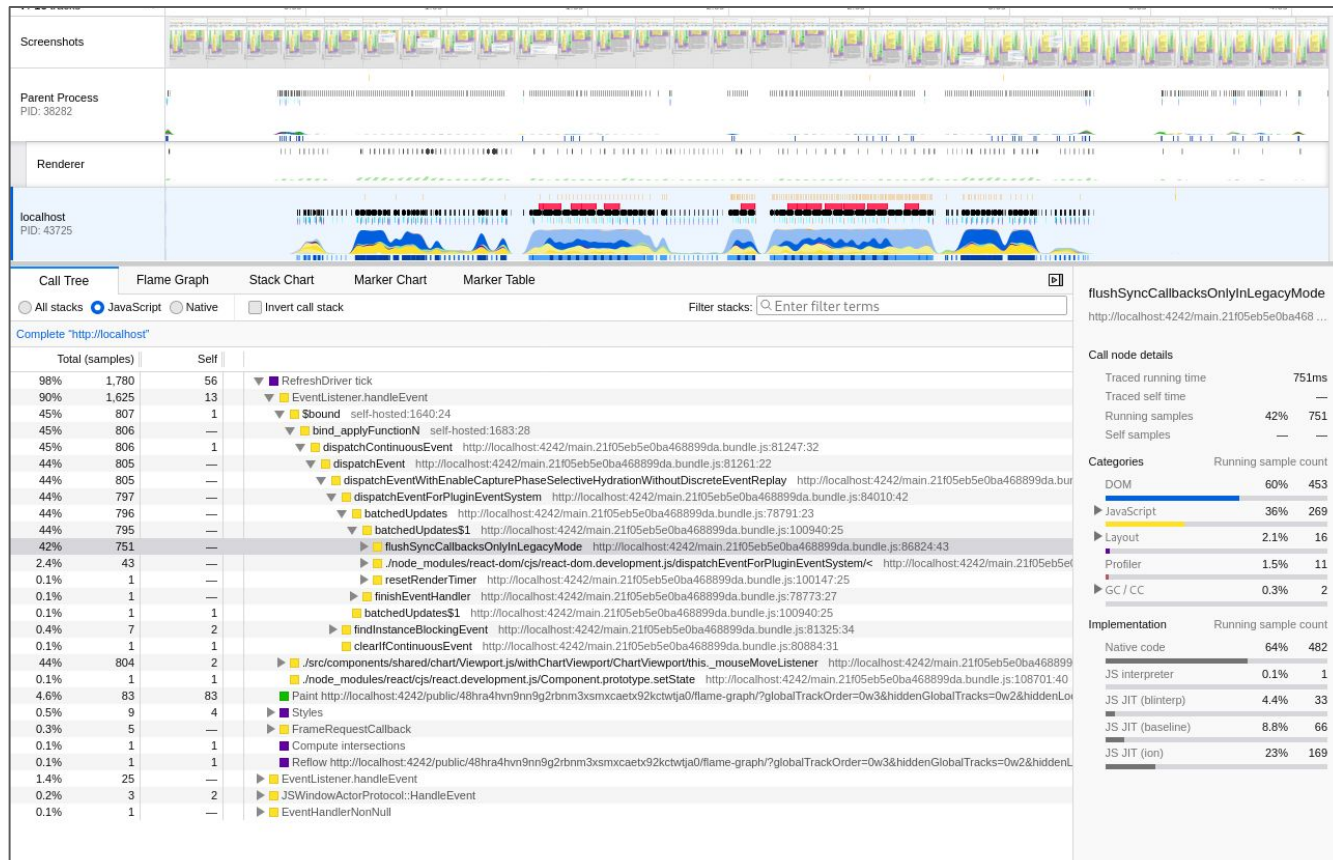 Screenshots
Parent Process
PID: 38282
Renderer
localhost
PID: 43725
Call Tree Flame Graph Stack Chart Marker Chart Marker Table
All stacks JavaScript Native Invert call stack Filter stacks: Enter filter terms
Complete “http://localhost”
Total (samples) Self
98% 1,780 56 RefreshDriver tick
90% 1,625 13 EventListener.handleEvent
45% 807 1 $bound self-hosted:1640:24
45% 806 — bind_applyFunctionN self-hosted:1683:28
45% 806 1 dispatchContinuousEvent http://localhost:4242/main.21f05eb5e0ba468899da.bundle.js:81247:32
44% 805 — dispatchEvent http://localhost:4242/main.21f05eb5e0ba468899da.bundle.js:81261:22
44% 805 — dispatchEventWithEnableCapturePhaseSelectiveHydrationWithoutDiscreteEventReplay http://localhost:4242/main.21f05eb5e0ba468899da.bur
44% 797 — dispatchEventForPluginEventSystem http://localhost:4242/main.21f05eb5e0ba468899da.bundle.js:84010:42
44% 796 — batchedUpdates http://localhost:4242/main.21f05eb5e0ba468899da.bundle.js:78791:23
44% 795 — batchedUpdates$1 http://localhost:4242/main.21f05eb5e0ba468899da.bundle.js:100940:25
42% 751 — flushSyncCallbacksOnlyInLegacyMode http://localhost:4242/main.21f05eb5e0ba468899da.bundle.js:86824:43
2.4% 43 — ./node_modules/react-dom/cjs/react-dom.development.js/dispatchEventForPluginEventSystem/< http://localhost:4242/main.21f05eb5e0
0.1% 1 — resetRenderTimer http://localhost:4242/main.21f05eb5e0ba468899da.bundle.js:100147:25
0.1% 1 — finishEventHandler http://localhost:4242/main.21f05eb5e0ba468899da.bundle.js:78773:27
0.1% 1 1 batchedUpdates$1 http://localhost:4242/main.21f05eb5e0ba468899da.bundle.js:100940:25
0.4% 7 2 findInstanceBlockingEvent http://localhost:4242/main.21f05eb5e0ba468899da.bundle.js:81325:34
0.1% 1 1 clearIfContinuousEvent http://localhost:4242/main.21f05eb5e0ba468899da.bundle.js:80884:31
44% 804 2 ./src/components/shared/chart/Viewport.js/withChartViewport/ChartViewport/this._mouseMoveListener http://localhost:4242/main.21f05eb5e0ba468899
0.1% 1 1 ./node_modules/react/cjs/react.development.js/Component.prototype.setState http://localhost:4242/main.21f05eb5e0ba468899da.bundle.js:108701:40
4.6% 83 83 Paint http://localhost:4242/public/48hra4hvn9nn9g2rbnm3xsmxcaetx92kctwtja0/flame-graph/?globalTrackOrder=0w3&hiddenGlobalTracks=0w2&hiddenLoc
0.5% 9 4 Styles
0.3% 5 — FrameRequestCallback
0.1% 1 1 Compute intersections
0.1% 1 1 Reflow http://localhost:4242/public/48hra4hvn9nn9g2rbnm3xsmxcaetx92kctwtja0/flame-graph/?globalTrackOrder=0w3&hiddenGlobalTracks=0w2&hiddenL
1.4% 25 — EventListener.handleEvent
0.2% 3 2 JSWindowActorProtocol::HandleEvent
0.1% 1 — EventHandlerNonNull
flushSyncCallbacksOnlyInLegacyMode
http://localhost:4242/main.21f05eb5e0ba468 ...
Call node details
Traced running time 751ms
Traced self time —
Running samples 42% 751
Self samples — —
Categories Running sample count
DOM 60% 453
JavaScript 36% 269
Layout 2.1% 16
Profiler 1.5% 11
GC / CC 0.3% 2
Implementation Running sample count
Native code 64% 482
JS interpreter 0.1% 1
JS JIT (blinterp) 4.4% 33
JS JIT (baseline) 8.8% 66
JS JIT (ion) 23% 169